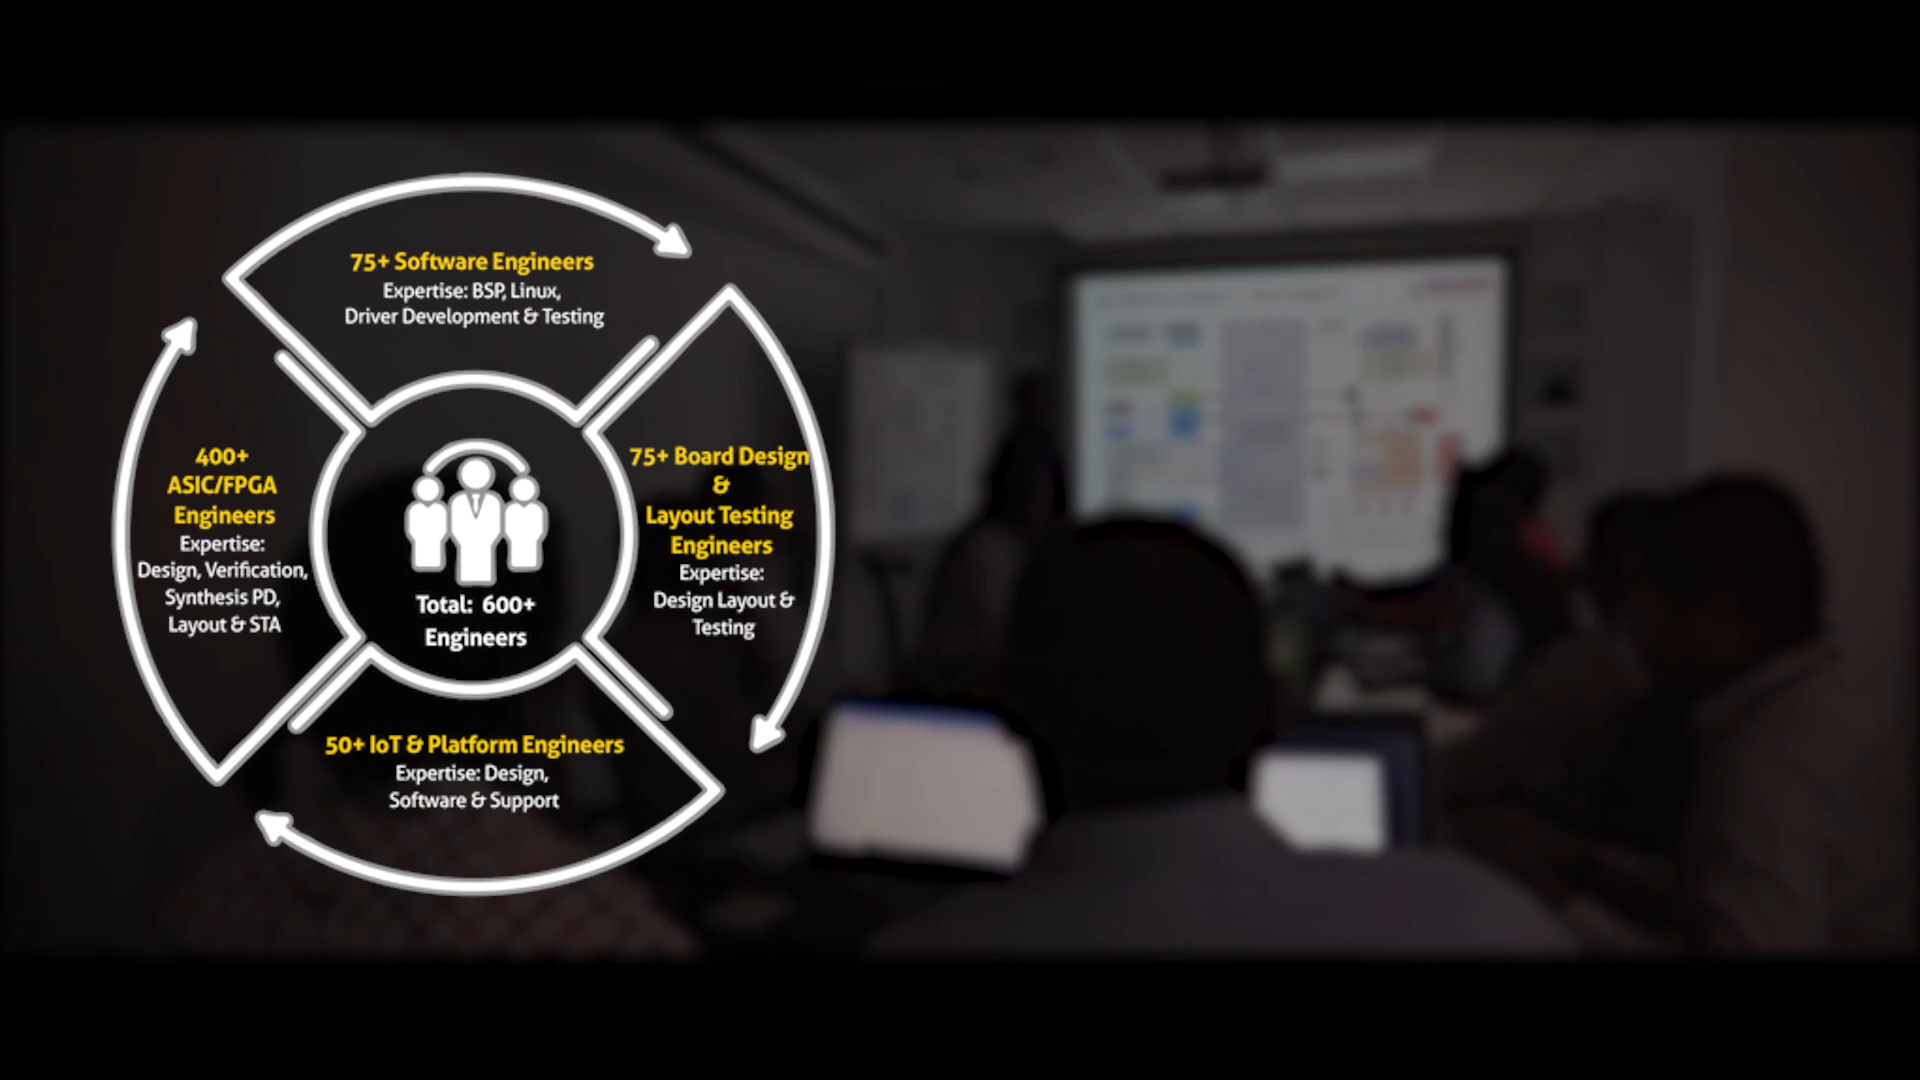 75+ Software Engineers
Expertise: BSP, Linux,
Driver Development & Testing
400+
ASIC/FPGA
Engineers
Expertise:
Design, Verification,
Synthesis PD,
Layout & STA
Total: 600+
Engineers
75+ Board Design
&
Layout Testing
Engineers
Expertise:
Design Layout &
Testing
50+ IoT & Platform Engineers
Expertise: Design,
Software & Support